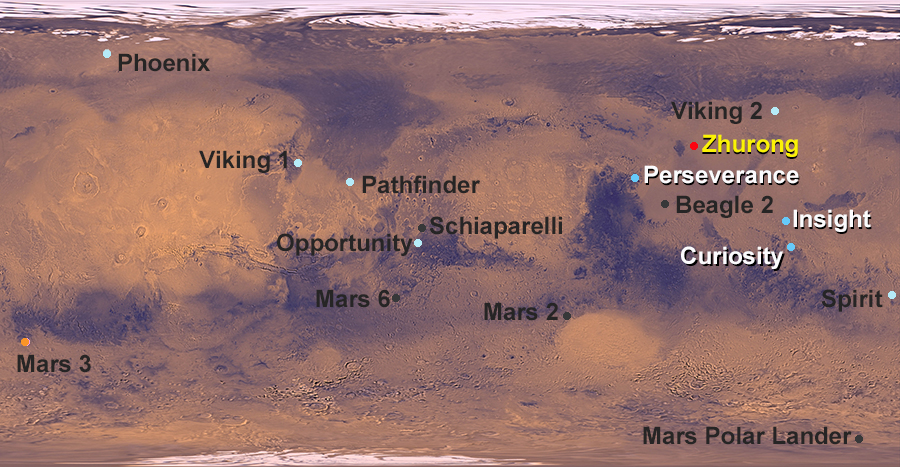 Phoenix
Viking 2
Zhurong
Viking 1
Perseverance
Pathfinder
Beagle 2
Insight
Schiaparelli
Opportunity
Curiosity
Mars 6
Spirit
Mars 2
Mars 3
Mars Polar Lander